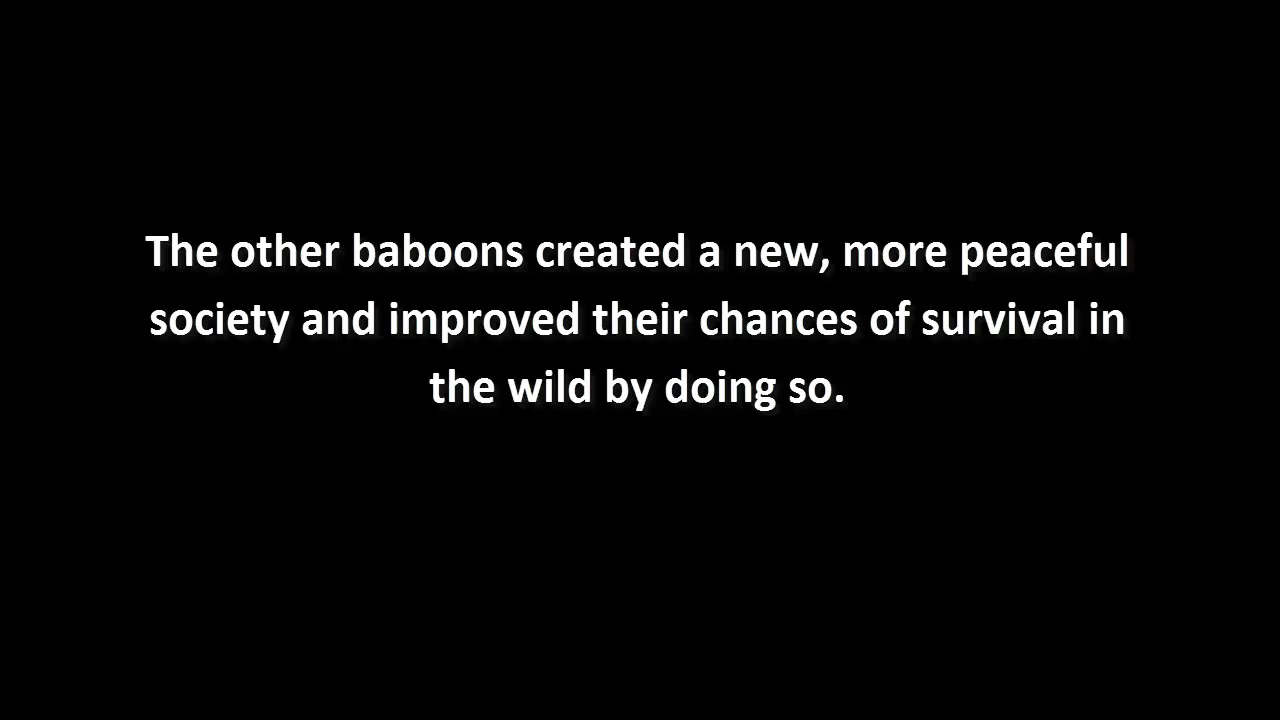 The other baboons created a new, more peaceful
society and improved their chances of survival in
the wild by doing so.